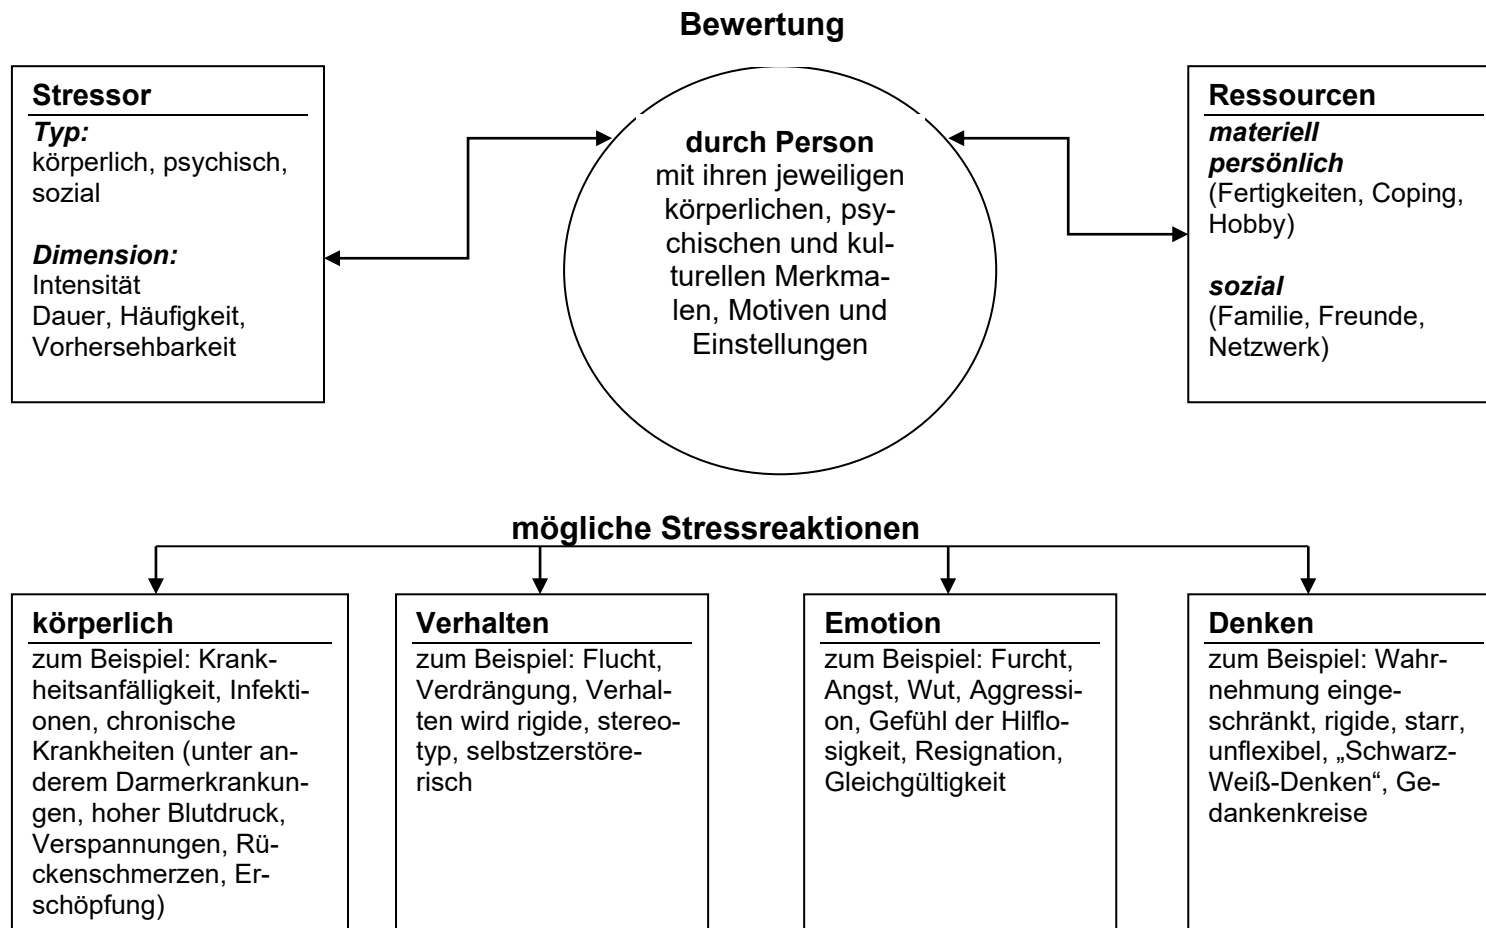 Bewertung
Stressor
Typ:
körperlich, psychisch,
sozial
Dimension:
Intensität
Dauer, Häufigkeit,
Vorhersehbarkeit
durch Person
mit ihren jeweiligen
körperlichen, psy-
chischen und kul-
turellen Merkma-
len, Motiven und
Einstellungen
Ressourcen
materiell
persönlich
(Fertigkeiten, Coping,
Hobby)
sozial
(Familie, Freunde,
Netzwerk)
mögliche Stressreaktionen
körperlich
zum Beispiel: Krank-
heitsanfälligkeit, Infekti-
onen, chronische
Krankheiten (unter an-
derem Darmerkrankun-
gen, hoher Blutdruck,
Verspannungen, Rü-
ckenschmerzen, Er-
schöpfung)
Verhalten
zum Beispiel: Flucht,
Verdrängung, Verhal-
ten wird rigide, stereo-
typ, selbstzerstöre-
risch
Emotion
zum Beispiel: Furcht,
Angst, Wut, Aggressi-
on, Gefühl der Hilflo-
sigkeit, Resignation,
Gleichgültigkeit
Denken
zum Beispiel: Wahr-
nehmung einge-
schränkt, rigide, starr,
unflexibel, „Schwarz-
Weiß-Denken“, Ge-
dankenkreise